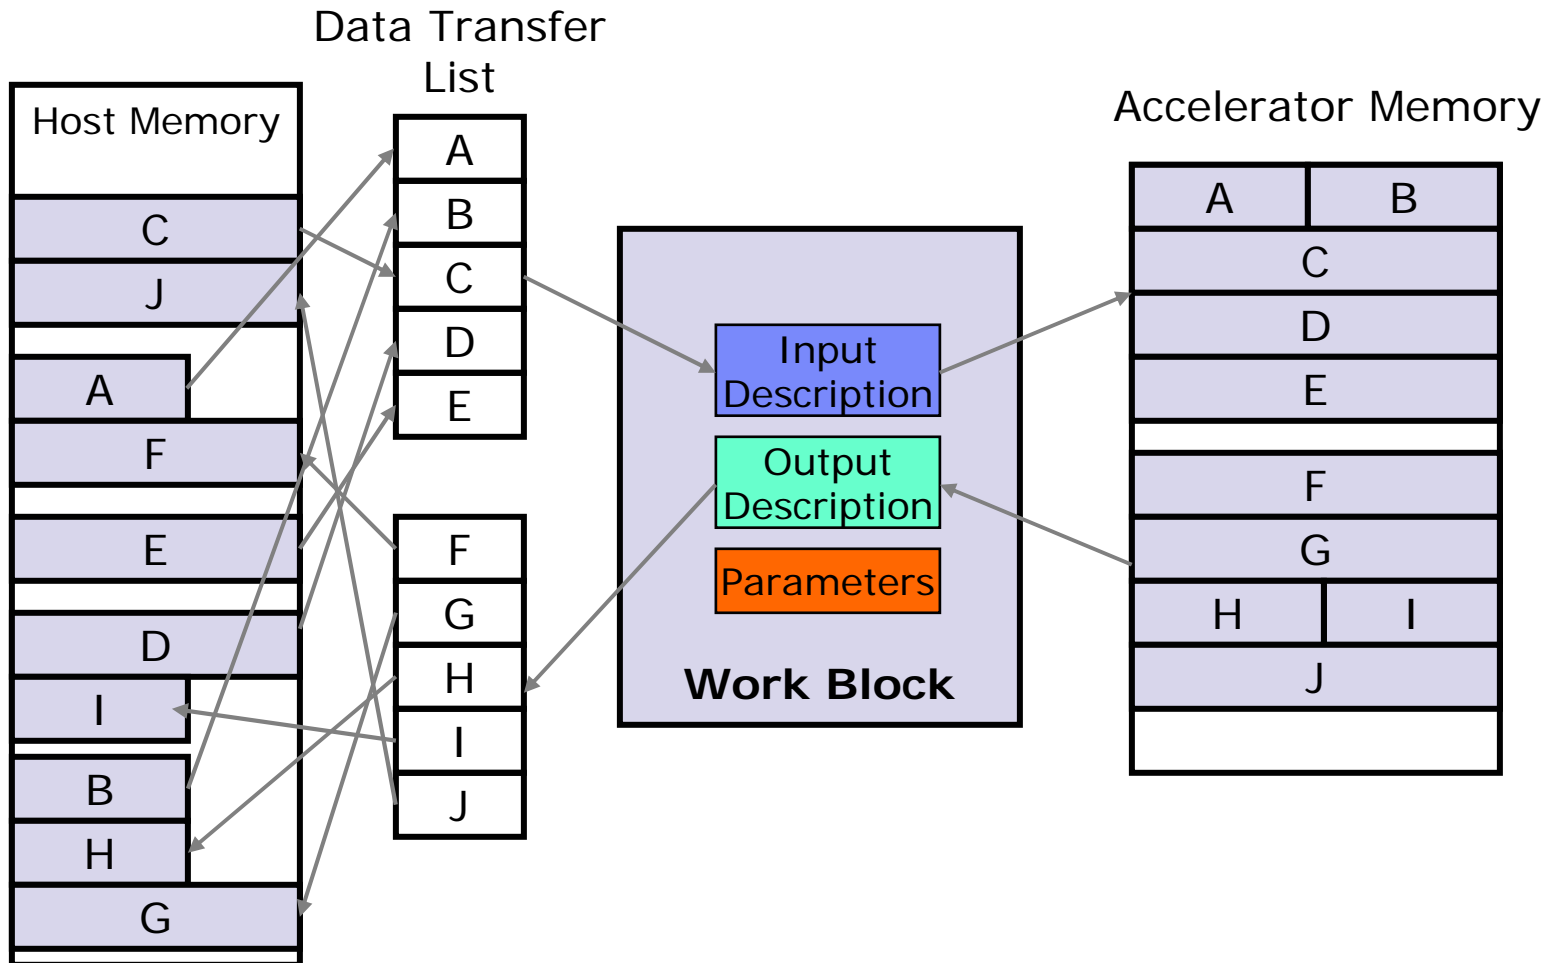 Data Transfer
List
Host Memory
C
J
A
F
E
D
I
B
H
G
A
B
C
D
E
F
G
H
I
J
Input
Description
Output
Description
Parameters
Work Block
Accelerator Memory
A B
C
D
E
F
G
H I
J